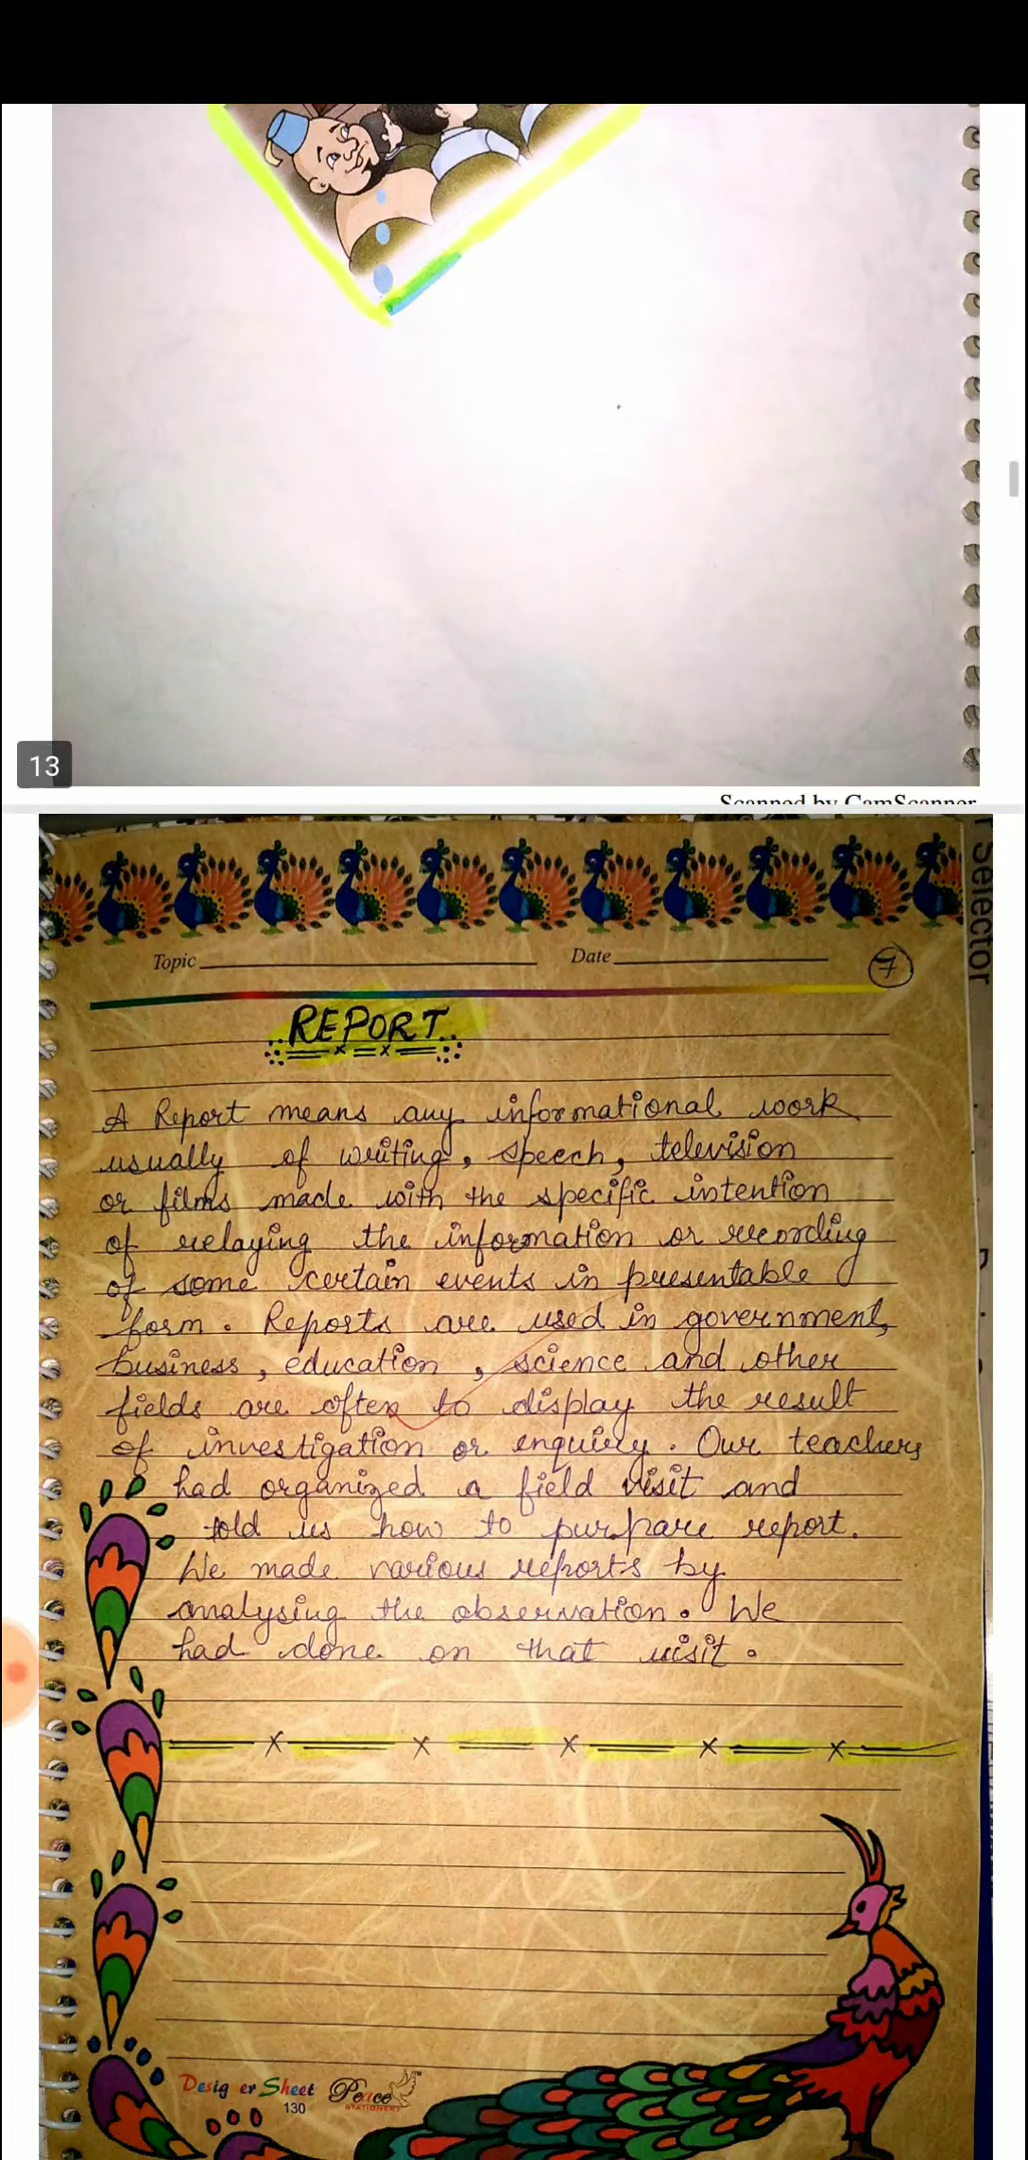 13
Scanned by CamScanner
Selector
Topic Date 7
REPORT
A Report means any informational work
usually of writing, speech, television
or films made with the specific intention
of relaying the information or recording
of some certain events in presentable
form. Reports are used in government,
business, education, science and other
fields are often to display the result
of investigation or enquiry. Our teachers
had organized a field visit and
told us how to purpare report.
We made various reports by
analysing the observation. We
had done on that visit.
Designer Sheet Peace
STATIONERY
130